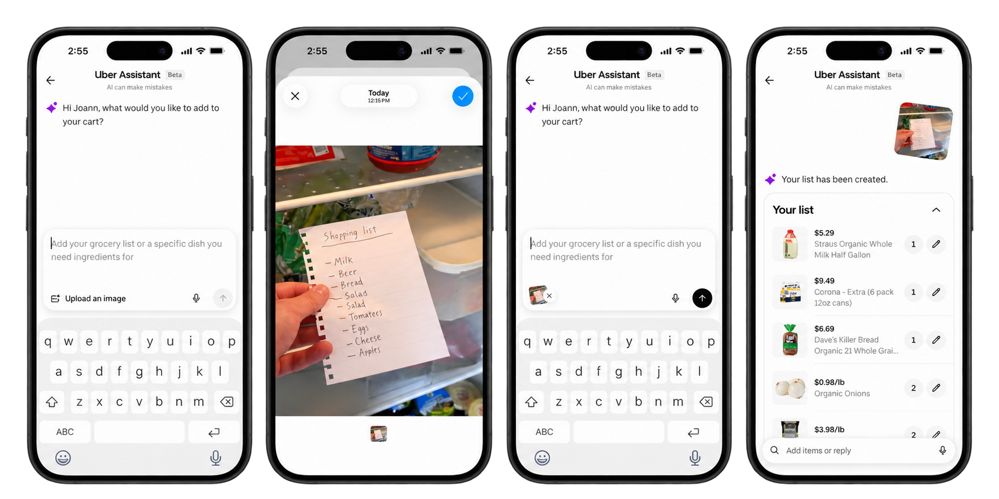 2:55
Uber Assistant Beta
AI can make mistakes
Hi Joann, what would you like to add to
your cart?
Add your grocery list or a specific dish you
need ingredients for
Upload an image
q w e r t y u i o p
a s d f g h j k l
z x c v b n m
ABC
2:55
Today
12:15 PM
Shopping list
– Milk
– Beer
– Bread
– Salad
– Salad
– Tomatees
– Eggs
– Cheese
– Apples
2:55
Uber Assistant Beta
AI can make mistakes
Hi Joann, what would you like to add to
your cart?
Add your grocery list or a specific dish you
need ingredients for
q w e r t y u i o p
a s d f g h j k l
z x c v b n m
ABC
2:55
Uber Assistant Beta
AI can make mistakes
Your list has been created.
Your list
$5.29
Straus Organic Whole
Milk Half Gallon
1
$9.49
Corona - Extra (6 pack
12oz cans)
1
$6.69
Dave's Killer Bread
Organic 21 Whole Grai...
1
$0.98/lb
Organic Onions
2
$3.98/lb
2
Add items or reply